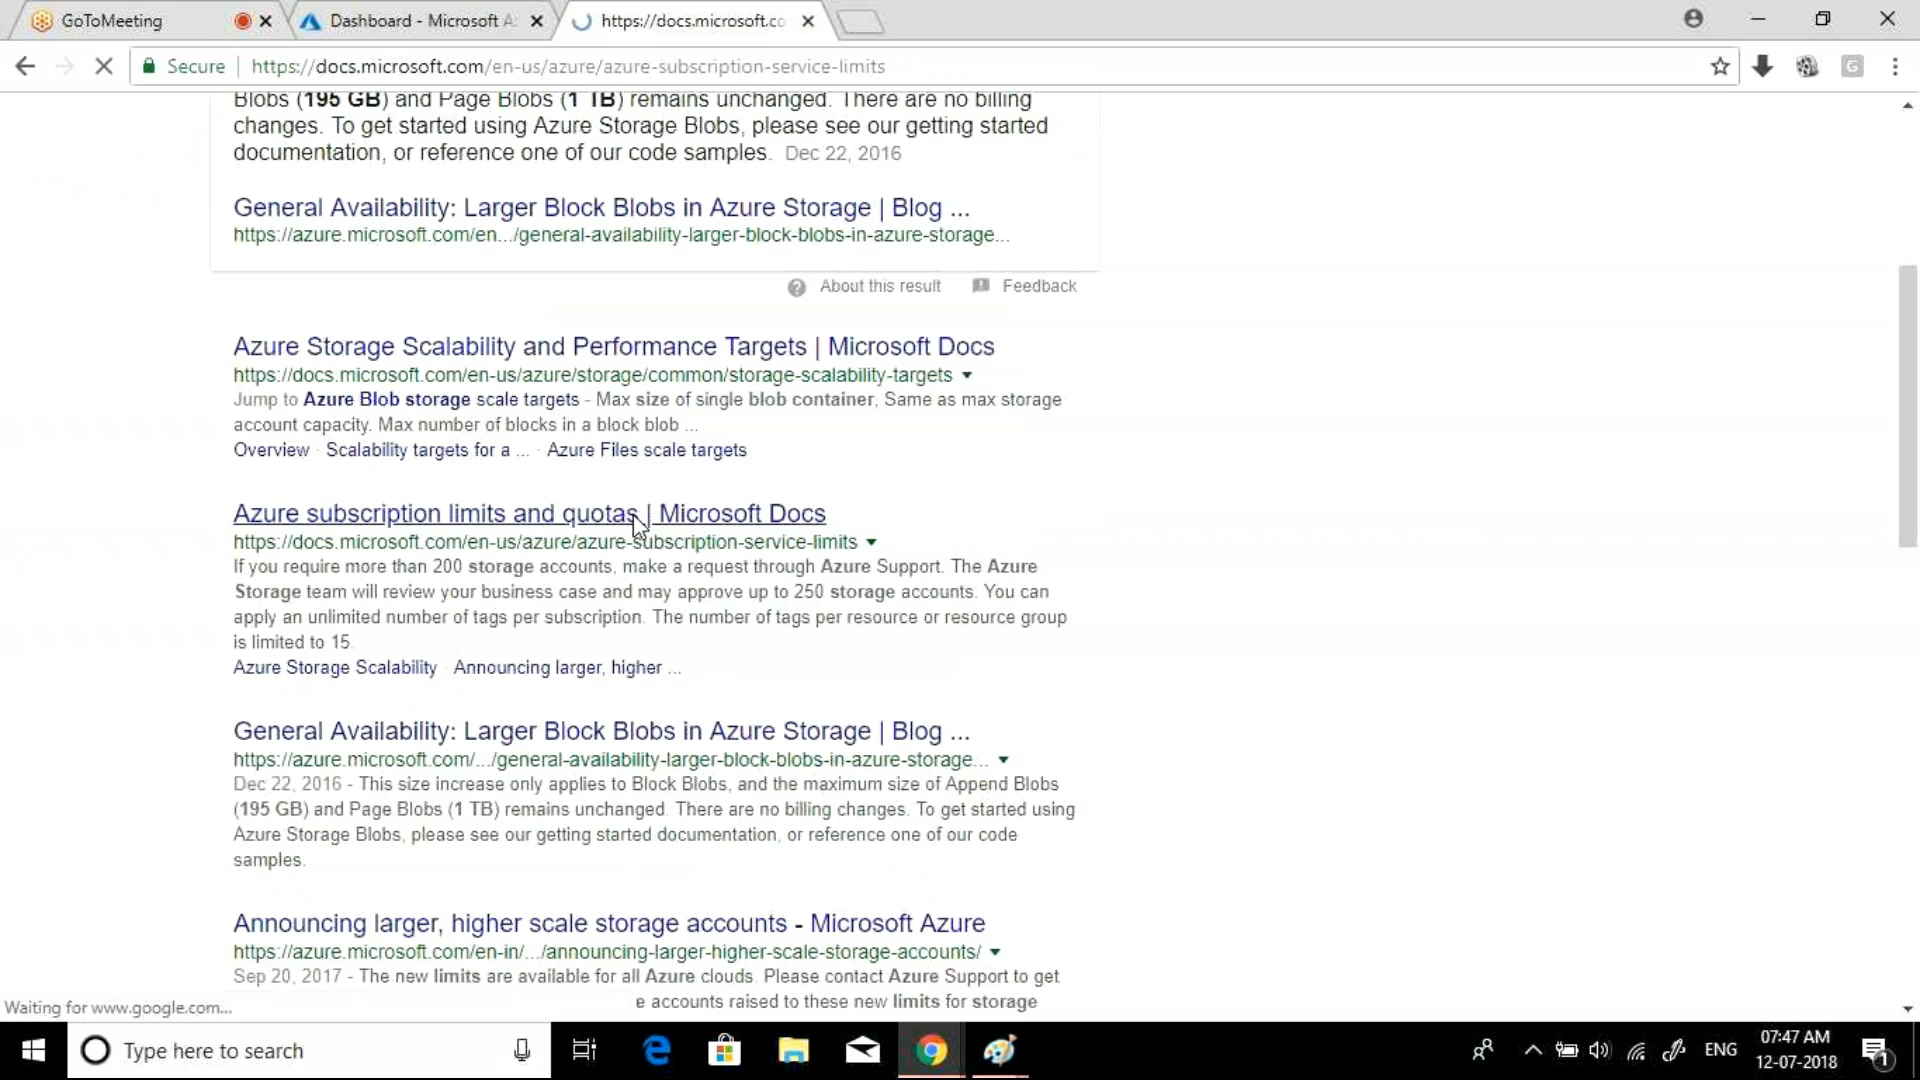 GoToMeeting
Dashboard - Microsoft A
https://docs.microsoft.co
Secure
https://docs.microsoft.com/en-us/azure/azure-subscription-service-limits
G
Blobs (195 GB) and Page Blobs (1 TB) remains unchanged. There are no billing
changes. To get started using Azure Storage Blobs, please see our getting started
documentation, or reference one of our code samples. Dec 22, 2016
General Availability: Larger Block Blobs in Azure Storage | Blog ...
https://azure.microsoft.com/en.../general-availability-larger-block-blobs-in-azure-storage...
About this result
Feedback
Azure Storage Scalability and Performance Targets | Microsoft Docs
https://docs.microsoft.com/en-us/azure/storage/common/storage-scalability-targets
Jump to Azure Blob storage scale targets - Max size of single blob container, Same as max storage
account capacity. Max number of blocks in a block blob ...
Overview · Scalability targets for a ... · Azure Files scale targets
Azure subscription limits and quotas | Microsoft Docs
https://docs.microsoft.com/en-us/azure/azure-subscription-service-limits
If you require more than 200 storage accounts, make a request through Azure Support. The Azure
Storage team will review your business case and may approve up to 250 storage accounts. You can
apply an unlimited number of tags per subscription. The number of tags per resource or resource group
is limited to 15.
Azure Storage Scalability · Announcing larger, higher ...
General Availability: Larger Block Blobs in Azure Storage | Blog ...
https://azure.microsoft.com/.../general-availability-larger-block-blobs-in-azure-storage...
Dec 22, 2016 - This size increase only applies to Block Blobs, and the maximum size of Append Blobs
(195 GB) and Page Blobs (1 TB) remains unchanged. There are no billing changes. To get started using
Azure Storage Blobs, please see our getting started documentation, or reference one of our code
samples.
Announcing larger, higher scale storage accounts - Microsoft Azure
https://azure.microsoft.com/en-in/.../announcing-larger-higher-scale-storage-accounts/
Sep 20, 2017 - The new limits are available for all Azure clouds. Please contact Azure Support to get
e accounts raised to these new limits for storage
Waiting for www.google.com...
Type here to search
ENG
07:47 AM
12-07-2018
1